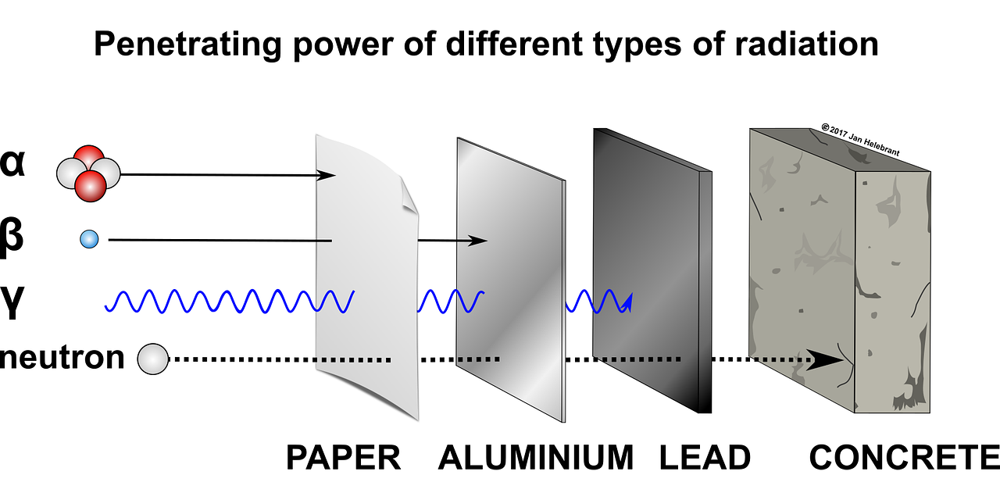 Penetrating power of different types of radiation
© 2017 Jan Helebrant
α
β
γ
neutron
PAPER ALUMINIUM LEAD CONCRETE